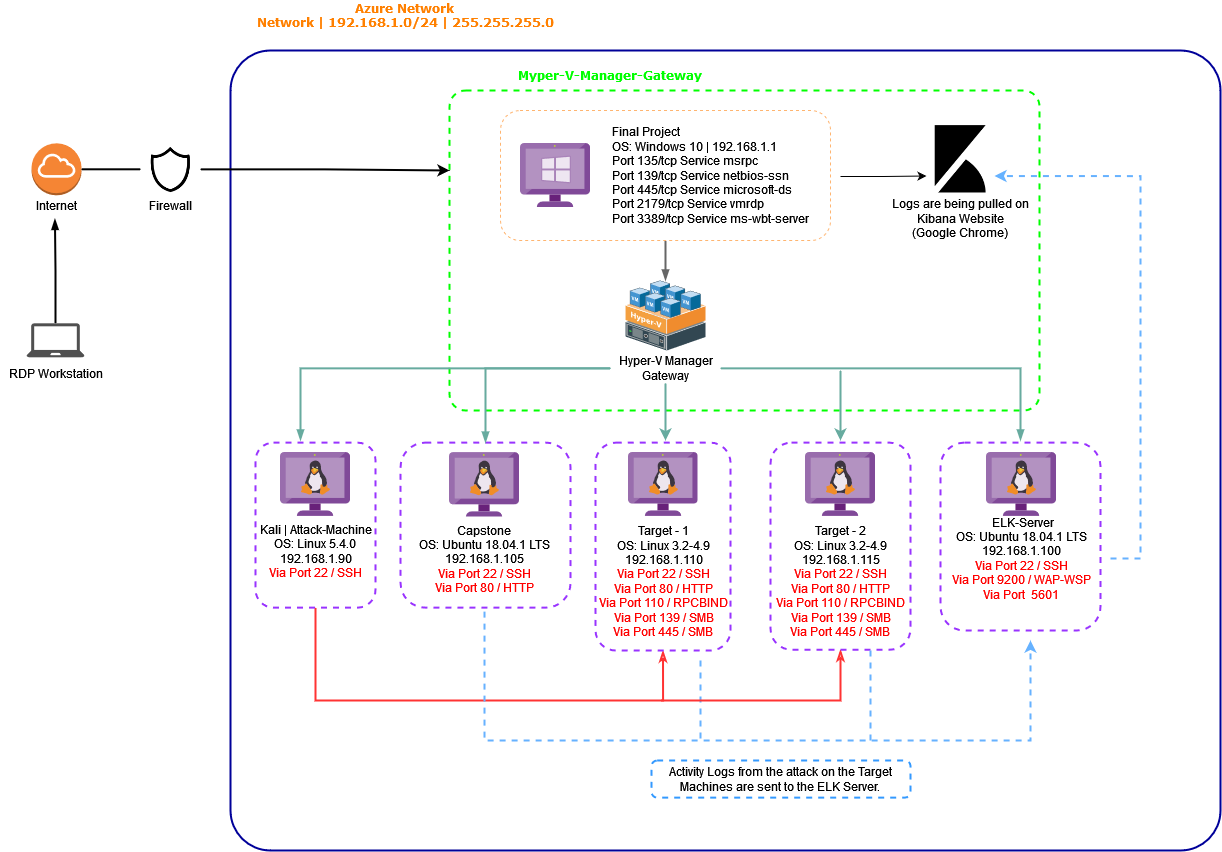 Azure Network
Network | 192.168.1.0/24 | 255.255.255.0
Myper-V-Manager-Gateway
Final Project
OS: Windows 10 | 192.168.1.1
Port 135/tcp Service msrpc
Port 139/tcp Service netbios-ssn
Port 445/tcp Service microsoft-ds
Port 2179/tcp Service vmrdp
Port 3389/tcp Service ms-wbt-server
Logs are being pulled on
Kibana Website
(Google Chrome)
Internet
Firewall
RDP Workstation
VM
VM
VM
VM
VM
VM
Hyper-V
Hyper-V Manager
Gateway
Kali | Attack-Machine
OS: Linux 5.4.0
192.168.1.90
Via Port 22 / SSH
Capstone
OS: Ubuntu 18.04.1 LTS
192.168.1.105
Via Port 22 / SSH
Via Port 80 / HTTP
Target - 1
OS: Linux 3.2-4.9
192.168.1.110
Via Port 22 / SSH
Via Port 80 / HTTP
Via Port 110 / RPCBIND
Via Port 139 / SMB
Via Port 445 / SMB
Target - 2
OS: Linux 3.2-4.9
192.168.1.115
Via Port 22 / SSH
Via Port 80 / HTTP
Via Port 110 / RPCBIND
Via Port 139 / SMB
Via Port 445 / SMB
ELK-Server
OS: Ubuntu 18.04.1 LTS
192.168.1.100
Via Port 22 / SSH
Via Port 9200 / WAP-WSP
Via Port 5601
Activity Logs from the attack on the Target
Machines are sent to the ELK Server.